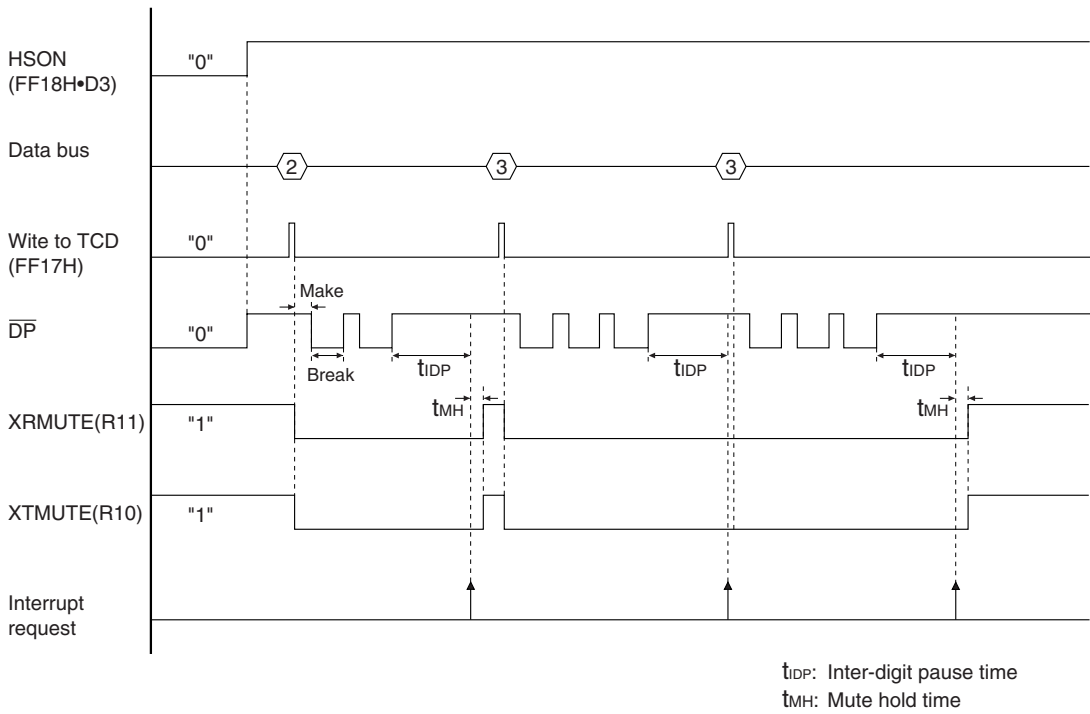 HSON
(FF18H•D3)
"0"
Data bus
2
3
3
Wite to TCD
(FF17H)
"0"
Make
DP
"0"
Break
tIDP
tIDP
tIDP
tMH
tMH
XRMUTE(R11)
"1"
XTMUTE(R10)
"1"
Interrupt
request
tIDP: Inter-digit pause time
tMH: Mute hold time